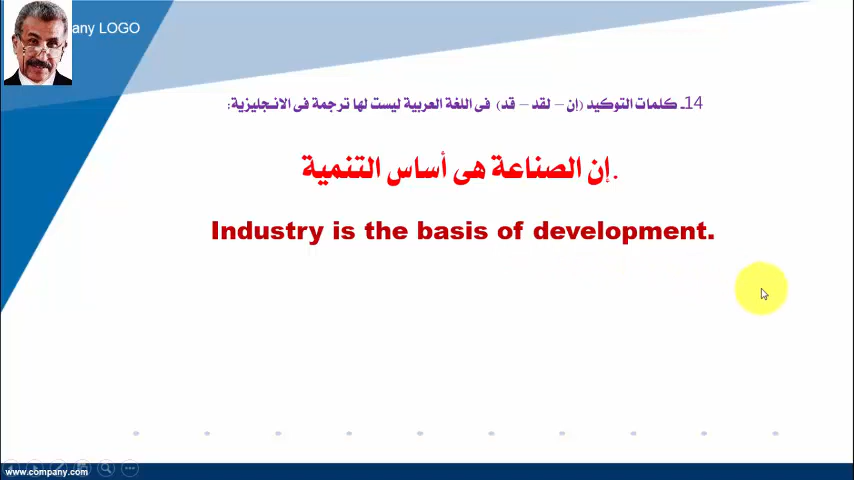 any LOGO
14ـ كلمات التوكيد (إن – لقد – قد) فى اللغة العربية ليست لها ترجمة فى الانجليزية:
إن الصناعة هى أساس التنمية.
Industry is the basis of development.
www.company.com